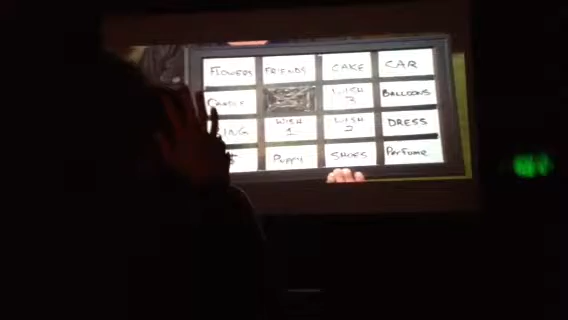 FLOWERS FRIENDS CAKE CAR
WISH 3 BALLOONS
WISH 1 WISH 2 DRESS
PUPPY SHOES PERFUME